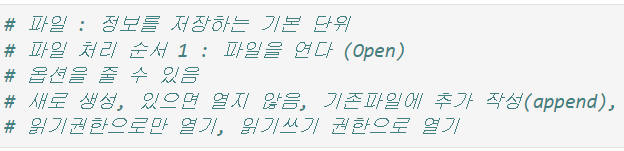 # 파일 : 정보를 저장하는 기본 단위
# 파일 처리 순서 1 : 파일을 연다 (Open)
# 옵션을 줄 수 있음
# 새로 생성, 있으면 열지 않음, 기존파일에 추가 작성(append),
# 읽기권한으로만 열기, 읽기쓰기 권한으로 열기